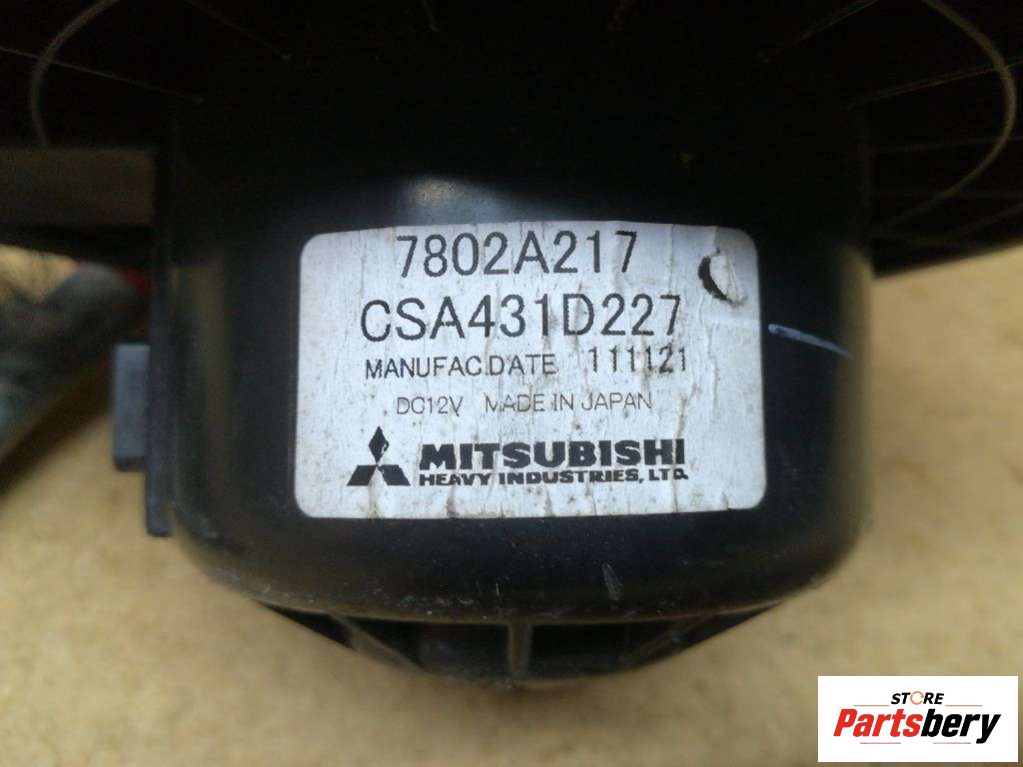 7802A217
CSA431D227
MANUFAC.DATE 111121
DC12V MADE IN JAPAN
MITSUBISHI
HEAVY INDUSTRIES, LTD.
STORE
Partsbery